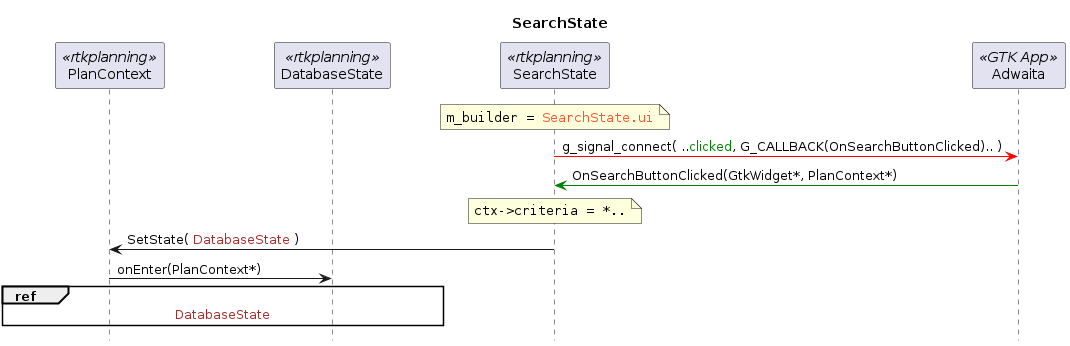 SearchState
«rtkplanning»
PlanContext
«rtkplanning»
DatabaseState
«rtkplanning»
SearchState
«GTK App»
Adwaita
m_builder = SearchState.ui
g_signal_connect( ..clicked, G_CALLBACK(OnSearchButtonClicked).. )
OnSearchButtonClicked(GtkWidget*, PlanContext*)
ctx->criteria = *..
SetState( DatabaseState )
onEnter(PlanContext*)
ref
DatabaseState